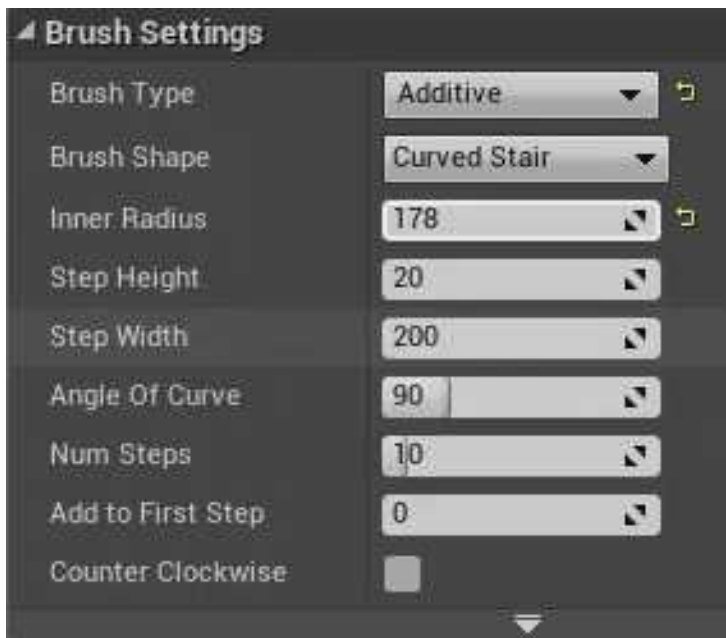 Brush Settings
Brush Type Additive
Brush Shape Curved Stair
Inner Radius 178
Step Height 20
Step Width 200
Angle Of Curve 90
Num Steps 10
Add to First Step 0
Counter Clockwise